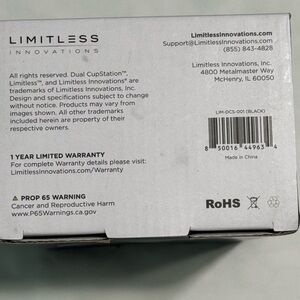 LIMITLESS
INNOVATIONS
LimitlessInnovations.com
Support@LimitlessInnovations.com
(855) 843-4828
Limitless Innovations, Inc.
4800 Metalmaster Way
McHenry, IL 60050
All rights reserved. Dual CupStation™,
Limitless™, and Limitless Innovations® are
trademarks of Limitless Innovations, Inc.
Design and specifications subject to change
without notice. Products may vary from
images shown. All other trademarks
included herein are property of their
respective owners.
LIM-DCS-001 (BLACK)
8 50016 44963 4
Made in China
1 YEAR LIMITED WARRANTY
For complete Warranty details please visit:
LimitlessInnovations.com/Warranty
⚠ PROP 65 WARNING
Cancer and Reproductive Harm
www.P65Warnings.ca.gov
RoHS